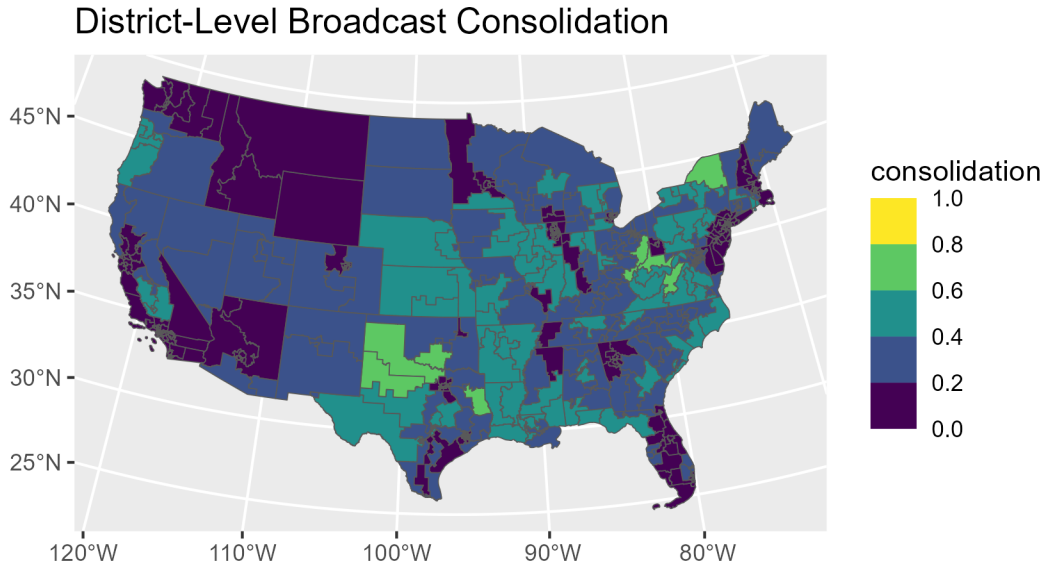 District-Level Broadcast Consolidation
45°N
40°N
35°N
30°N
25°N
120°W
110°W
100°W
90°W
80°W
consolidation
1.0
0.8
0.6
0.4
0.2
0.0